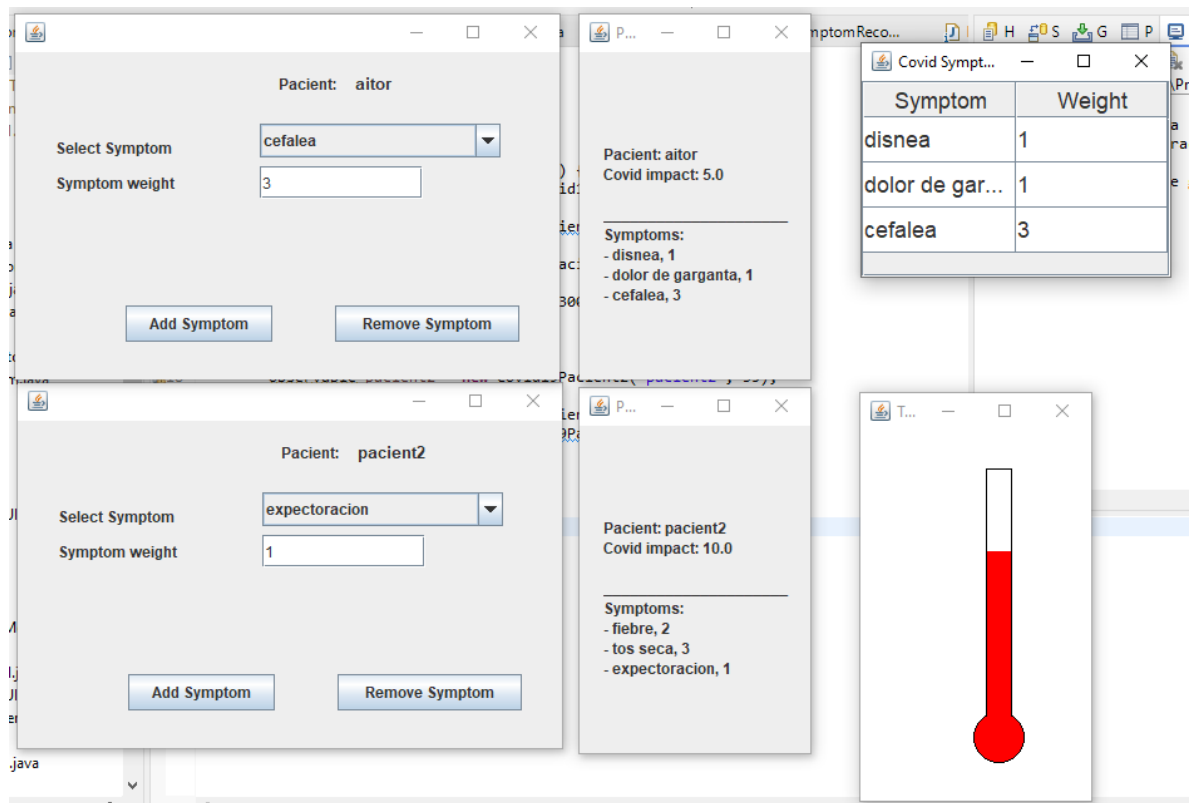 Pacient: aitor
Select Symptom
cefalea
Symptom weight
3
Add Symptom
Remove Symptom
P...
Pacient: aitor
Covid impact: 5.0
Symptoms:
- disnea, 1
- dolor de garganta, 1
- cefalea, 3
mptomReco...
H
S
G
P
Covid Sympt...
Symptom Weight
disnea 1
dolor de gar... 1
cefalea 3
Pacient: pacient2
Select Symptom
expectoracion
Symptom weight
1
Add Symptom
Remove Symptom
P...
Pacient: pacient2
Covid impact: 10.0
Symptoms:
- fiebre, 2
- tos seca, 3
- expectoracion, 1
T...
.java